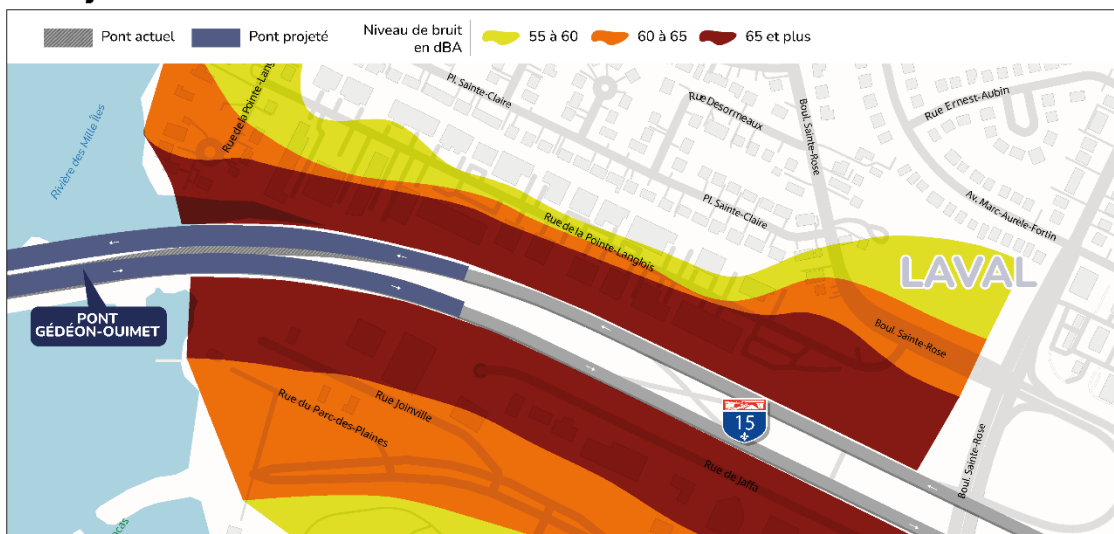 Pont actuel
Pont projeté
Niveau de bruit
en dBA
55 à 60
60 à 65
65 et plus
Rivière des Mille Îles
Rue de la Pointe-Lang
Pl. Sainte-Claire
Rue Desormeaux
Boul. Sainte-Rose
Rue Ernest-Aubin
Av. Marc-Aurèle-Fortin
Pl. Sainte-Claire
Rue de la Pointe-Langlois
LAVAL
PONT
GÉDÉON-OUIMET
Boul. Sainte-Rose
15
Rue Joinville
Rue du Parc-des-Plaines
Rue de Jaffa
Boul. Sainte-Rose